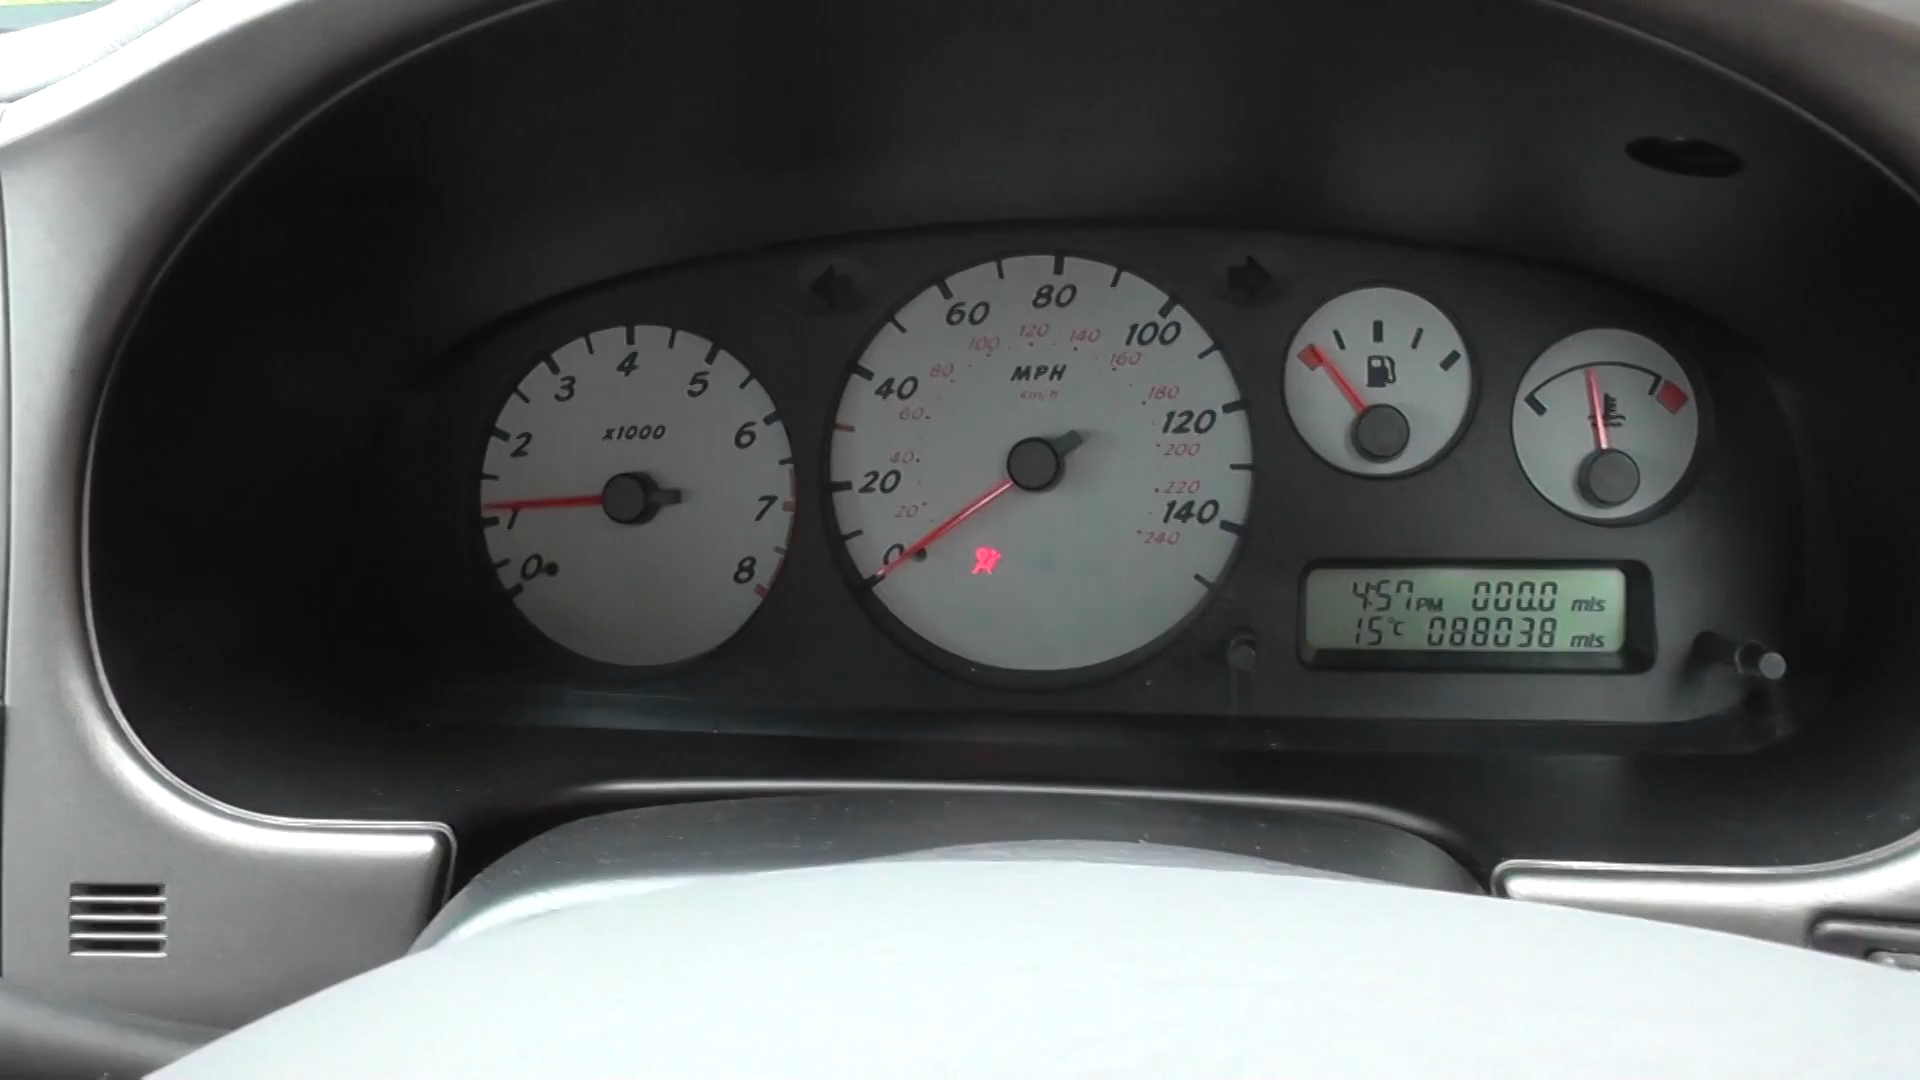 0 1 2 3 4 5 6 7 8
x1000
0 20 40 60 80 100 120 140
20 40 60 80 100 120 140 160 180 200 220 240
MPH
km/h
4:57 PM 000.0 mls
15°C 088038 mls